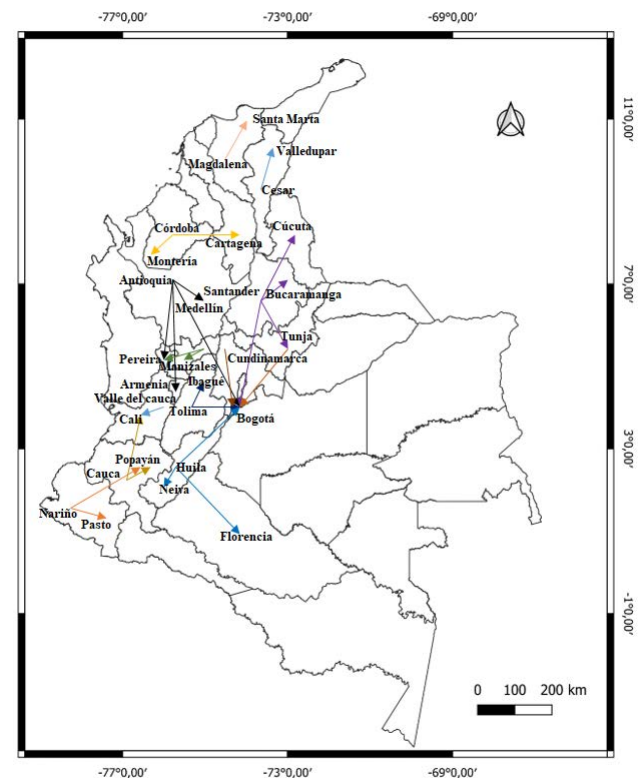 -77°0,00'
-73°0,00'
-69°0,00'
11°0,00'
Santa Marta
Valledupar
Magdalena
Cesar
Cúcuta
Córdoba
Cartagena
Montería
7°0,00'
Antioquia
Santander
Bucaramanga
Medellín
Tunja
Pereira
Cundinamarca
Manizales
Ibagué
Armenia
Valle del cauca
Tolima
Cali
Bogotá
3°0,00'
Popayán
Cauca
Huila
Neiva
Nariño
Pasto
Florencia
-1°0,00'
0 100 200 km
-77°0,00'
-73°0,00'
-69°0,00'